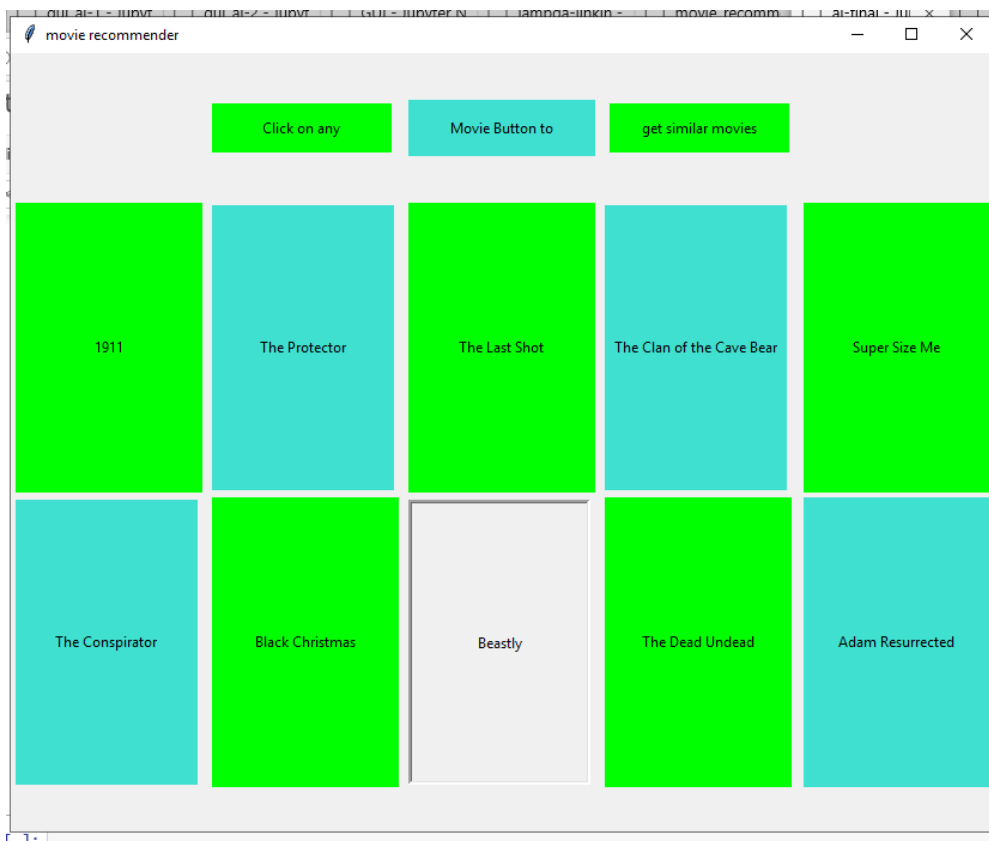 movie recommender
Click on any
Movie Button to
get similar movies
1911
The Protector
The Last Shot
The Clan of the Cave Bear
Super Size Me
The Conspirator
Black Christmas
Beastly
The Dead Undead
Adam Resurrected